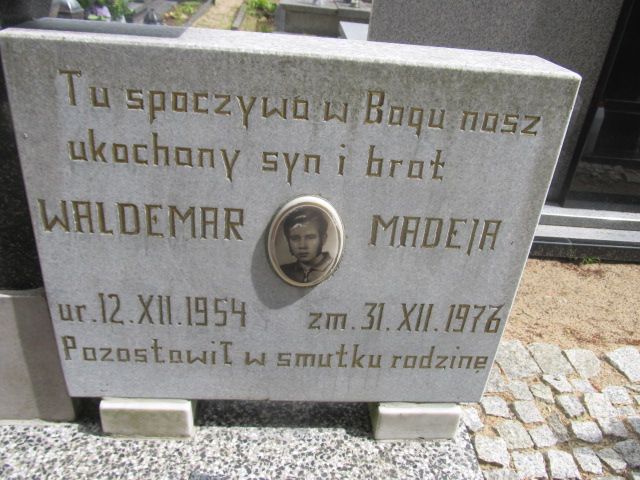 Tu spoczywa w Bogu nasz
ukochany syn i brat
WALDEMAR MADEJA
ur. 12. XII. 1954 zm. 31. XII. 1976
Pozostawił w smutku rodzinę